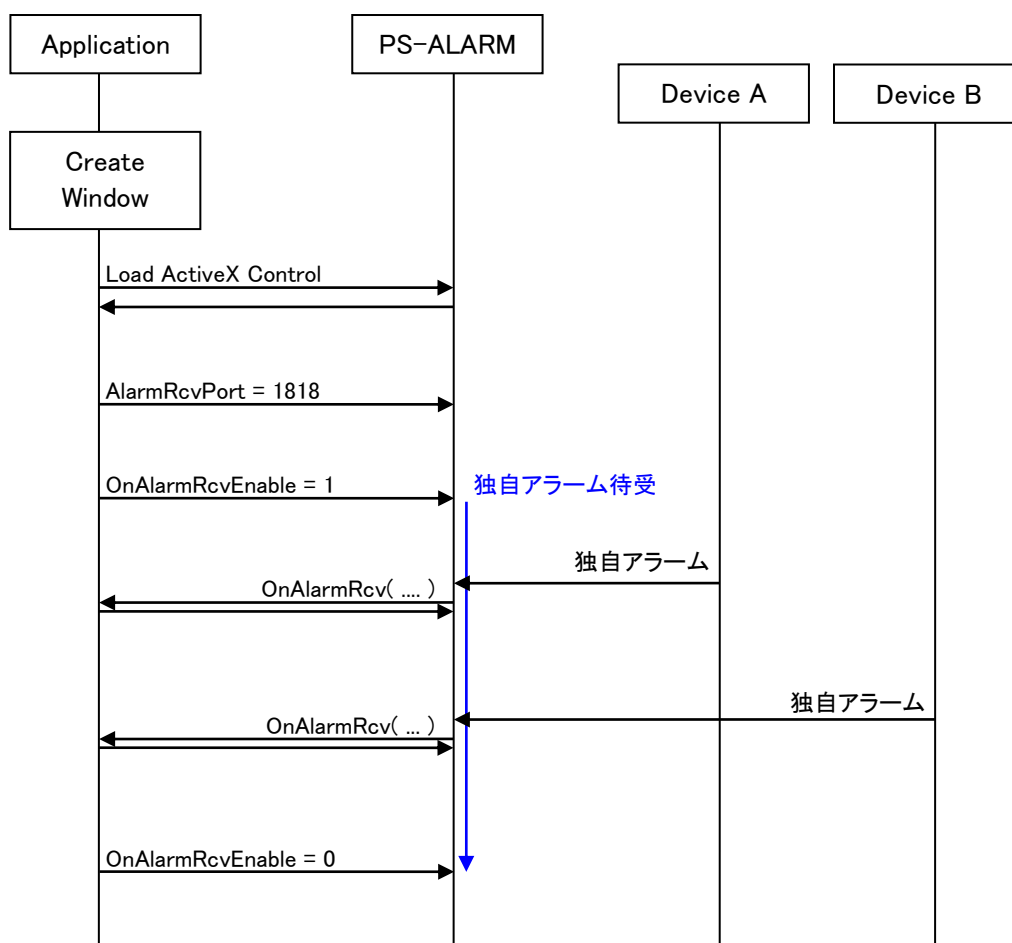 Application
PS-ALARM
Device A
Device B
Create
Window
Load ActiveX Control
AlarmRcvPort = 1818
OnAlarmRcvEnable = 1
独自アラーム待受
独自アラーム
OnAlarmRcv( .... )
独自アラーム
OnAlarmRcv( ... )
OnAlarmRcvEnable = 0